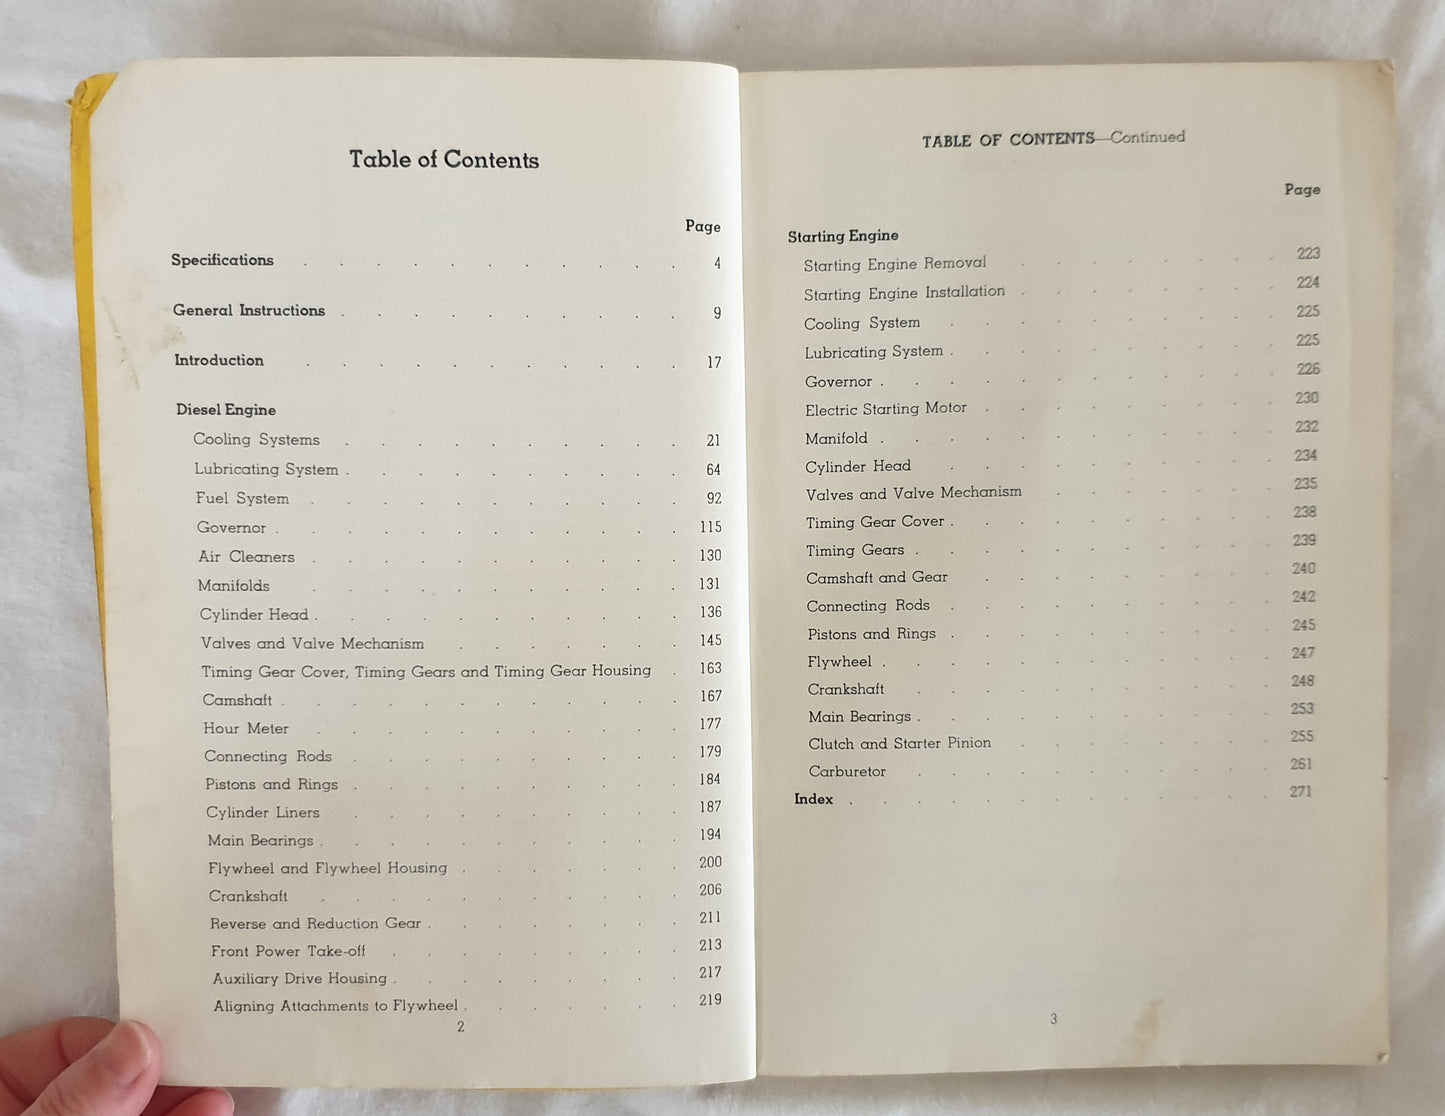 Table of Contents
Page
Specifications . . . . . . . . . . . 4
General Instructions . . . . . . . . . . 9
Introduction . . . . . . . . . . . 17
Diesel Engine
Cooling Systems . . . . . . . . . . 21
Lubricating System . . . . . . . . . . 64
Fuel System . . . . . . . . . . . 92
Governor . . . . . . . . . . . . 115
Air Cleaners . . . . . . . . . . . 130
Manifolds . . . . . . . . . . . 131
Cylinder Head . . . . . . . . . . . 136
Valves and Valve Mechanism . . . . . . . 145
Timing Gear Cover, Timing Gears and Timing Gear Housing . 163
Camshaft . . . . . . . . . . . . 167
Hour Meter . . . . . . . . . . . 177
Connecting Rods . . . . . . . . . . 179
Pistons and Rings . . . . . . . . . . 184
Cylinder Liners . . . . . . . . . . 187
Main Bearings . . . . . . . . . . . 194
Flywheel and Flywheel Housing . . . . . . . 200
Crankshaft . . . . . . . . . . . 206
Reverse and Reduction Gear . . . . . . . . 211
Front Power Take-off . . . . . . . . . 213
Auxiliary Drive Housing . . . . . . . . . 217
Aligning Attachments to Flywheel . . . . . . . 219
2
TABLE OF CONTENTS—Continued
Page
Starting Engine
Starting Engine Removal . . . . . . . . 223
Starting Engine Installation . . . . . . . . 224
Cooling System . . . . . . . . . . 225
Lubricating System . . . . . . . . . . 225
Governor . . . . . . . . . . . . 226
Electric Starting Motor . . . . . . . . . 230
Manifold . . . . . . . . . . . . 232
Cylinder Head . . . . . . . . . . 234
Valves and Valve Mechanism . . . . . . . 235
Timing Gear Cover . . . . . . . . . . 238
Timing Gears . . . . . . . . . . . 239
Camshaft and Gear . . . . . . . . . 240
Connecting Rods . . . . . . . . . . 242
Pistons and Rings . . . . . . . . . . 245
Flywheel . . . . . . . . . . . . 247
Crankshaft . . . . . . . . . . . 248
Main Bearings . . . . . . . . . . . 253
Clutch and Starter Pinion . . . . . . . . 255
Carburetor . . . . . . . . . . . 261
Index . . . . . . . . . . . . . 271
3